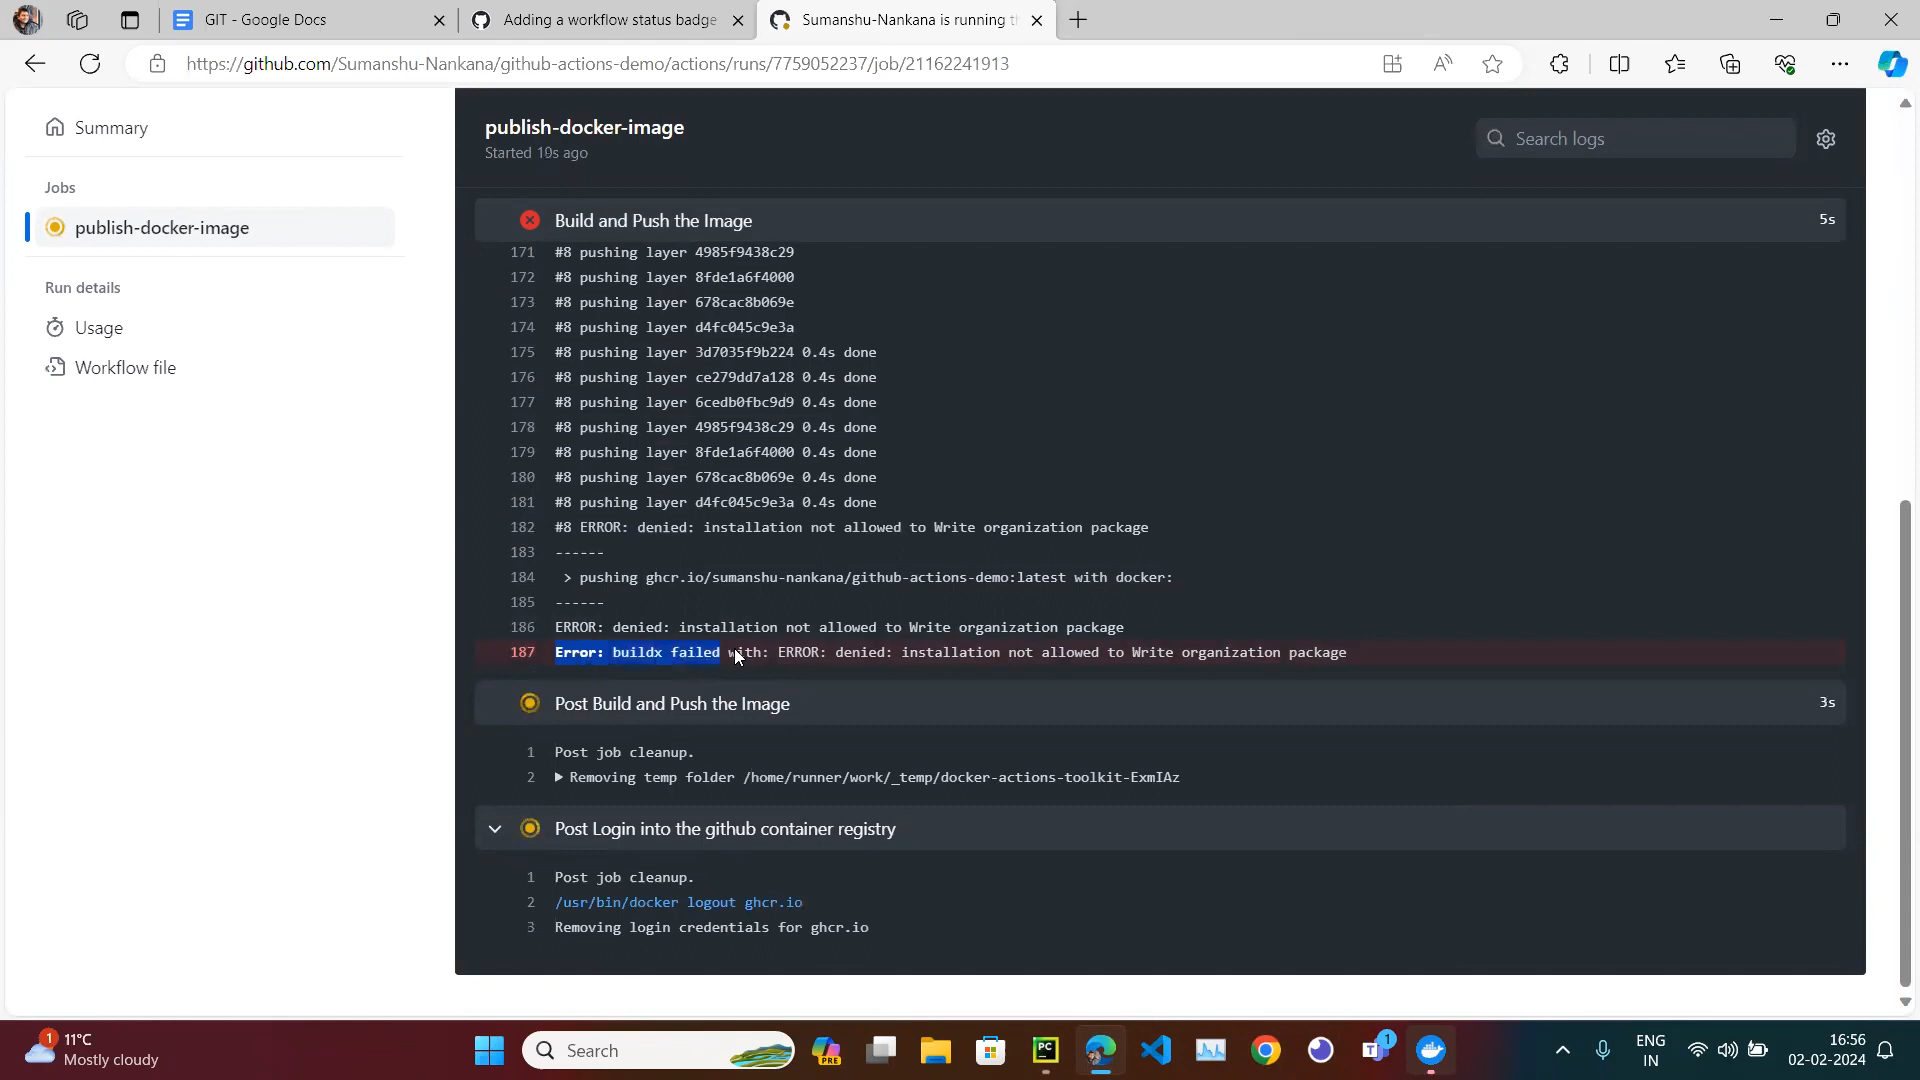 GIT - Google Docs
Adding a workflow status badge
Sumanshu-Nankana is running th
https://github.com/Sumanshu-Nankana/github-actions-demo/actions/runs/7759052237/job/21162241913
Summary
Jobs
publish-docker-image
Run details
Usage
Workflow file
publish-docker-image
Started 10s ago
Search logs
Build and Push the Image 5s
171 #8 pushing layer 4985f9438c29
172 #8 pushing layer 8fde1a6f4000
173 #8 pushing layer 678cac8b069e
174 #8 pushing layer d4fc045c9e3a
175 #8 pushing layer 3d7035f9b224 0.4s done
176 #8 pushing layer ce279dd7a128 0.4s done
177 #8 pushing layer 6cedb0fbc9d9 0.4s done
178 #8 pushing layer 4985f9438c29 0.4s done
179 #8 pushing layer 8fde1a6f4000 0.4s done
180 #8 pushing layer 678cac8b069e 0.4s done
181 #8 pushing layer d4fc045c9e3a 0.4s done
182 #8 ERROR: denied: installation not allowed to Write organization package
183 ------
184 > pushing ghcr.io/sumanshu-nankana/github-actions-demo:latest with docker:
185 ------
186 ERROR: denied: installation not allowed to Write organization package
187 Error: buildx failed with: ERROR: denied: installation not allowed to Write organization package
Post Build and Push the Image 3s
1 Post job cleanup.
2 Removing temp folder /home/runner/work/_temp/docker-actions-toolkit-ExmIAz
Post Login into the github container registry
1 Post job cleanup.
2 /usr/bin/docker logout ghcr.io
3 Removing login credentials for ghcr.io
1
11°C
Mostly cloudy
Search
PRE
PC
1
ENG
IN
16:56
02-02-2024